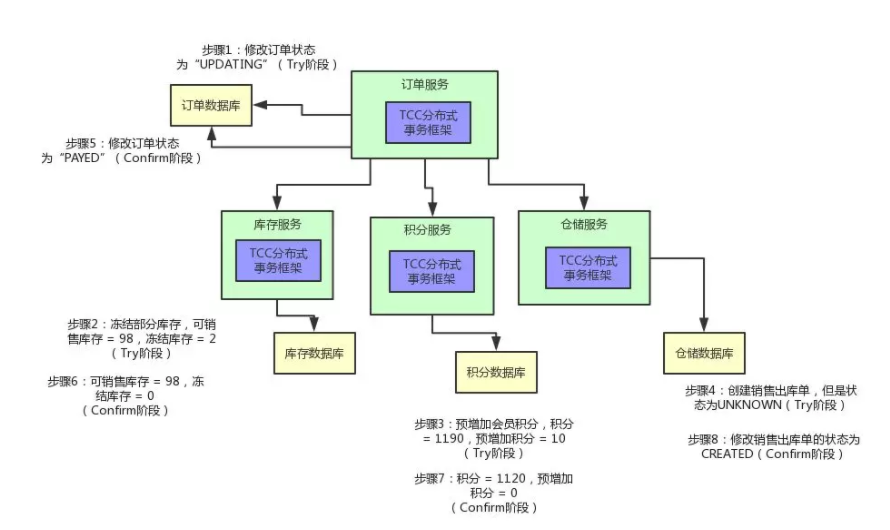 步骤1：修改订单状态
为“UPDATING”（Try阶段）
订单服务
TCC分布式
事务框架
订单数据库
步骤5：修改订单状态
为“PAYED”（Confirm阶段）
库存服务
TCC分布式
事务框架
积分服务
TCC分布式
事务框架
仓储服务
TCC分布式
事务框架
步骤2：冻结部分库存，可销
售库存 = 98，冻结库存 = 2
（Try阶段）
库存数据库
步骤6：可销售库存 = 98，冻
结库存 = 0
（Confirm阶段）
积分数据库
步骤3：预增加会员积分，积分
= 1190，预增加积分 = 10
（Try阶段）
步骤7：积分 = 1120，预增加
积分 = 0
（Confirm阶段）
仓储数据库
步骤4：创建销售出库单，但是状
态为UNKNOWN（Try阶段）
步骤8：修改销售出库单的状态为
CREATED（Confirm阶段）